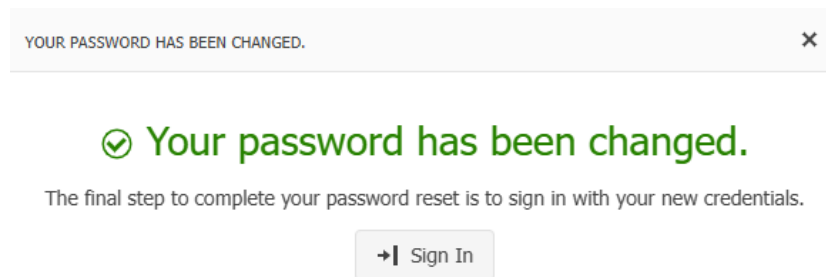 YOUR PASSWORD HAS BEEN CHANGED.
Your password has been changed.
The final step to complete your password reset is to sign in with your new credentials.
Sign In